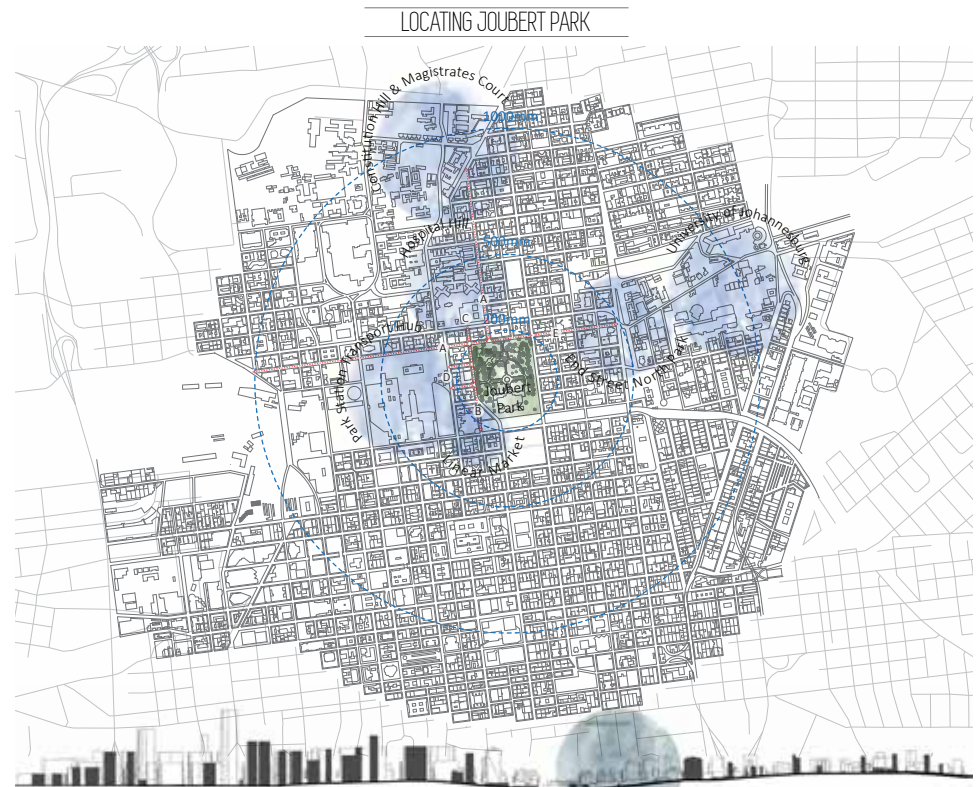 LOCATING JOUBERT PARK
Constitution Hill & Magistrates Court
1000mm
University of Johannesburg
Hospital Hill
500mm
A
C
Park Station Transport Hub
E
A
D
Joubert
Park
End Street North Park
B
Linear Market